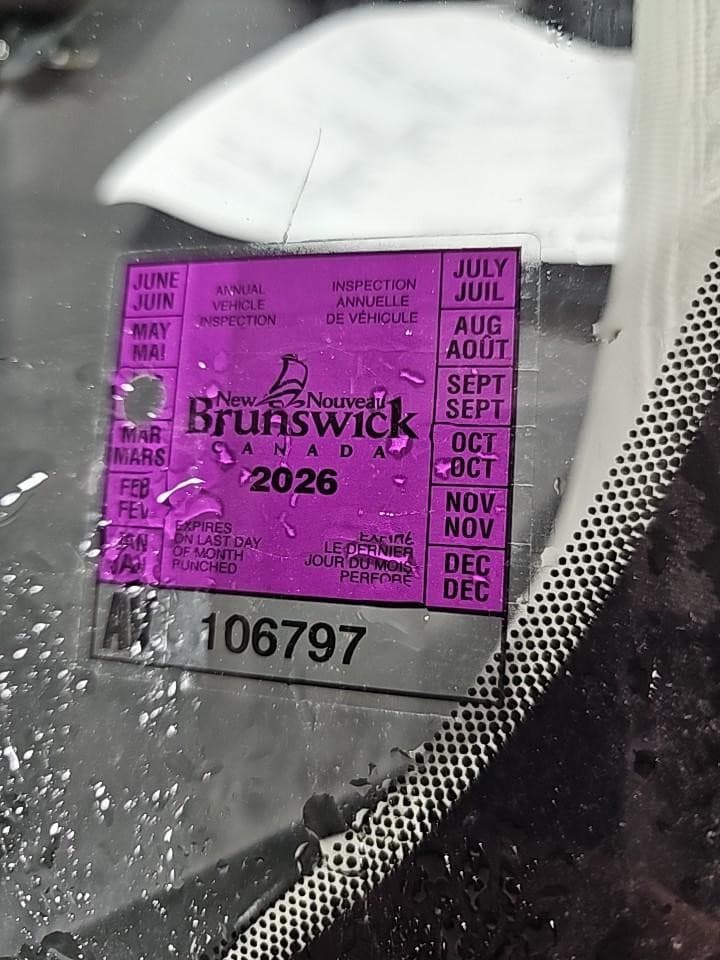 JUNE
JUIN
MAY
MAI
MAR
MARS
FEB
FEV
JAN
ANNUAL
VEHICLE
INSPECTION
INSPECTION
ANNUELLE
DE VÉHICULE
New Nouveau
Brunswick
CANADA
2026
EXPIRES
ON LAST DAY
OF MONTH
PUNCHED
EXPIRE
LE DERNIER
JOUR DU MOIS
PERFORÉ
JULY
JUIL
AUG
AOÛT
SEPT
SEPT
OCT
OCT
NOV
NOV
DEC
DEC
106797